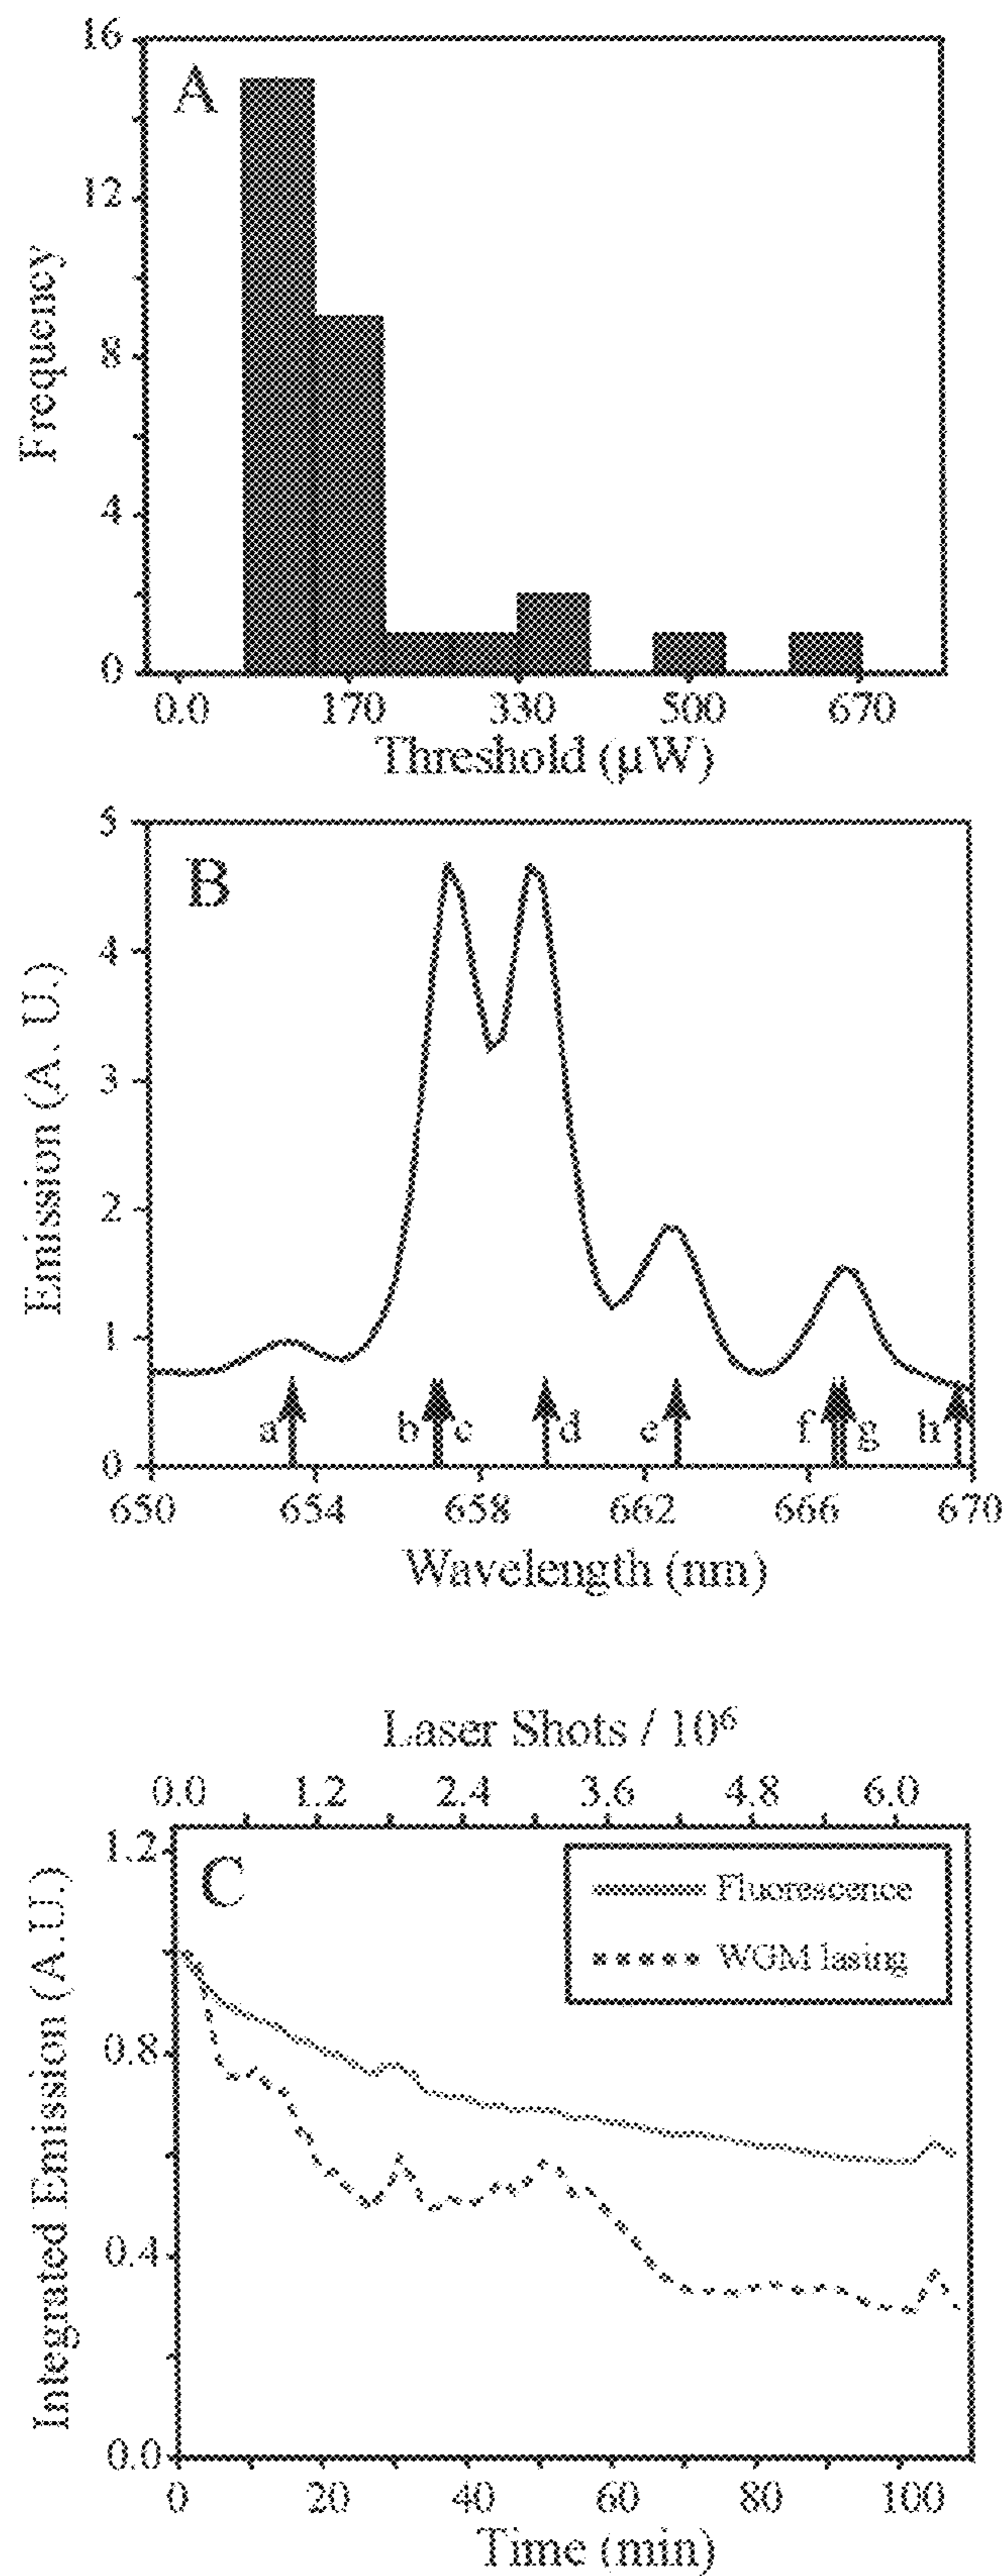 16
A
12
Frequency
8
4
0
0.0 170 330 500 670
Threshold (μW)
5
B
4
Emission (A. U.)
3
2
1
a b c d e f g h
0
650 654 658 662 666 670
Wavelength (nm)
Laser Shots / 10⁶
0.0 1.2 2.4 3.6 4.8 6.0
1.2
C
Fluorescence
WGM lasing
Integrated Emission (A.U.)
0.8
0.4
0.0
0 20 40 60 80 100
Time (min)